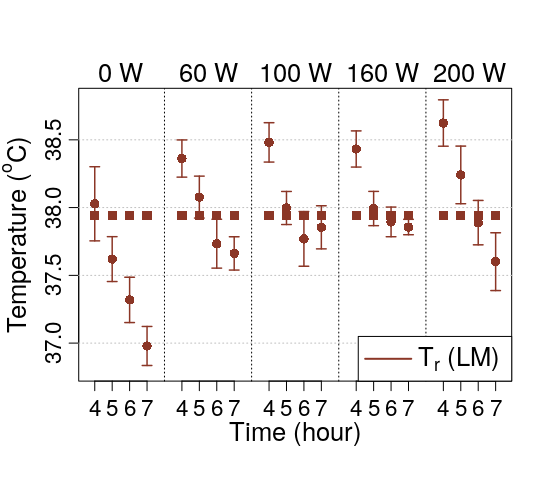 0 W 60 W 100 W 160 W 200 W
Temperature (°C)
38.5
38.0
37.5
37.0
Tr (LM)
4 5 6 7 4 5 6 7 4 5 6 7 4 5 6 7 4 5 6 7
Time (hour)